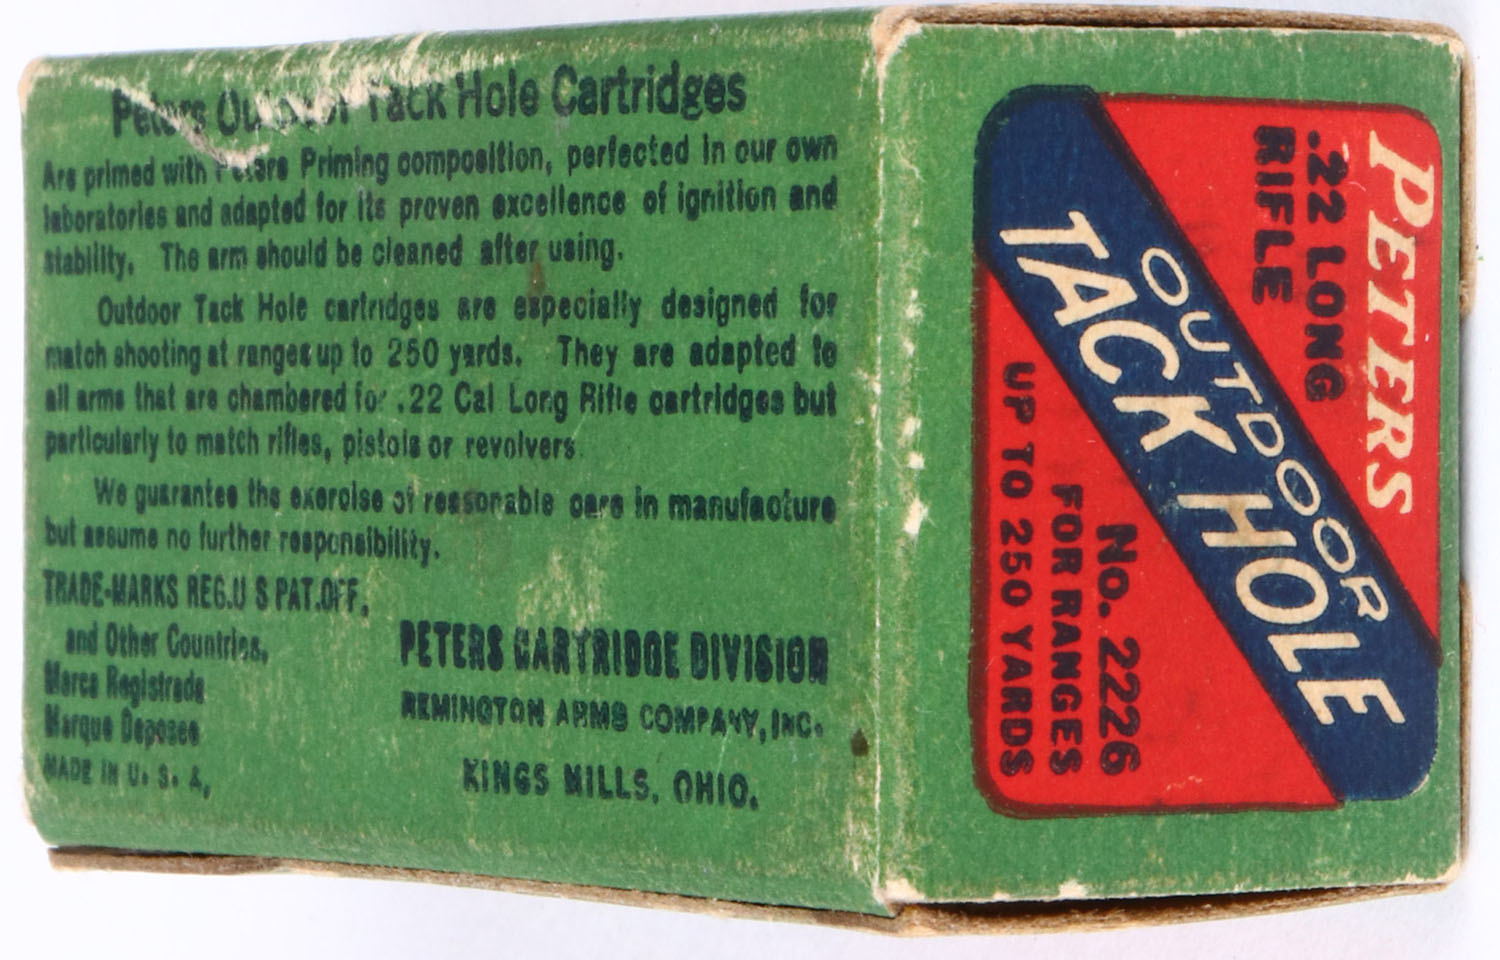 Peters Outdoor Tack Hole Cartridges
Are primed with Peters Priming composition, perfected in our own
laboratories and adapted for its proven excellence of ignition and
stability. The arm should be cleaned after using.
Outdoor Tack Hole cartridges are especially designed for
match shooting at ranges up to 250 yards. They are adapted to
all arms that are chambered for .22 Cal Long Rifle cartridges but
particularly to match rifles, pistols or revolvers.
We guarantee the exercise of reasonable care in manufacture
but assume no further responsibility.
TRADE-MARKS REG. U S PAT. OFF.
and Other Countries.
Marca Registrada
Marque Deposee
MADE IN U. S. A.
PETERS CARTRIDGE DIVISION
REMINGTON ARMS COMPANY, INC.
KINGS MILLS, OHIO.
PETERS
.22 LONG
RIFLE
OUTDOOR
TACK HOLE
No. 2226
FOR RANGES
UP TO 250 YARDS